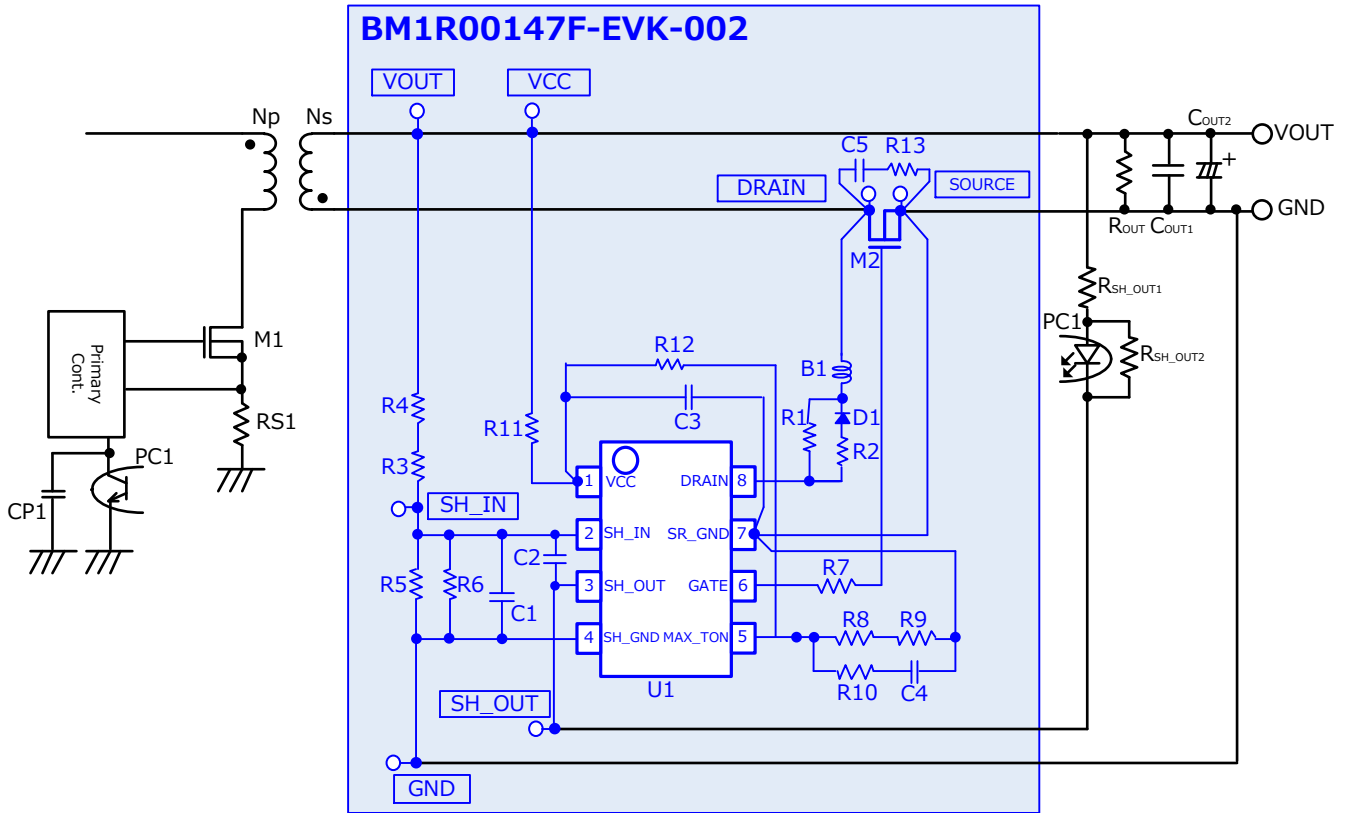 BM1R00147F-EVK-002
VOUT
VCC
Np
Ns
COUT2
VOUT
C5
R13
+
DRAIN
SOURCE
GND
ROUT
COUT1
M2
RSH_OUT1
M1
PC1
RSH_OUT2
Primary
Cont.
R12
B1
R4
RS1
R11
C3
R1
D1
R2
R3
PC1
CP1
1
VCC
DRAIN
8
SH_IN
2
SH_IN
SR_GND
7
C2
R5
R6
C1
3
SH_OUT
GATE
6
R7
4
SH_GND
MAX_TON
5
R8
R9
R10
C4
U1
SH_OUT
GND